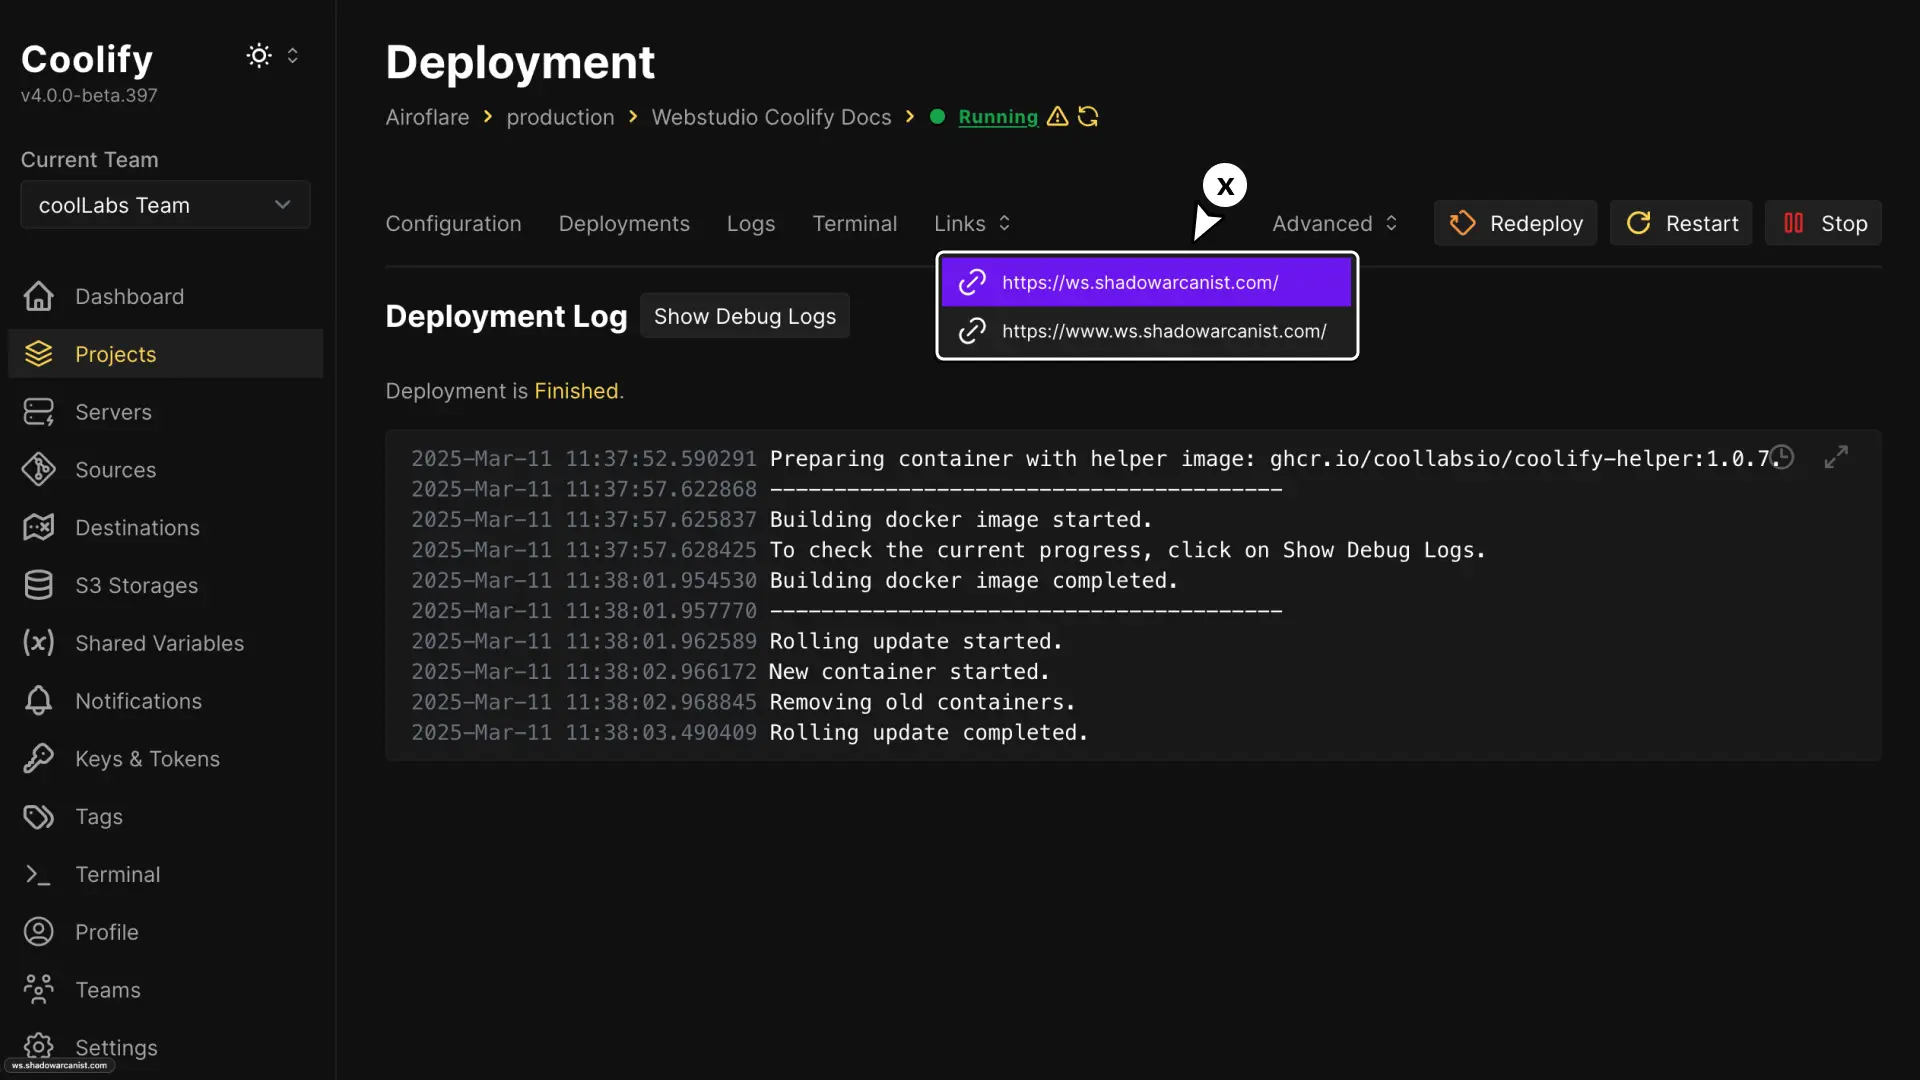 Coolify
v4.0.0-beta.397
Current Team
coolLabs Team
Dashboard
Projects
Servers
Sources
Destinations
S3 Storages
Shared Variables
Notifications
Keys & Tokens
Tags
Terminal
Profile
Teams
Settings
ws.shadowarcanist.com
Deployment
Airoflare > production > Webstudio Coolify Docs > Running
X
Configuration Deployments Logs Terminal Links Advanced Redeploy Restart Stop
https://ws.shadowarcanist.com/
https://www.ws.shadowarcanist.com/
Deployment Log Show Debug Logs
Deployment is Finished.
2025-Mar-11 11:37:52.590291 Preparing container with helper image: ghcr.io/coollabsio/coolify-helper:1.0.7.
2025-Mar-11 11:37:57.622868 ----------------------------------------
2025-Mar-11 11:37:57.625837 Building docker image started.
2025-Mar-11 11:37:57.628425 To check the current progress, click on Show Debug Logs.
2025-Mar-11 11:38:01.954530 Building docker image completed.
2025-Mar-11 11:38:01.957770 ----------------------------------------
2025-Mar-11 11:38:01.962589 Rolling update started.
2025-Mar-11 11:38:02.966172 New container started.
2025-Mar-11 11:38:02.968845 Removing old containers.
2025-Mar-11 11:38:03.490409 Rolling update completed.